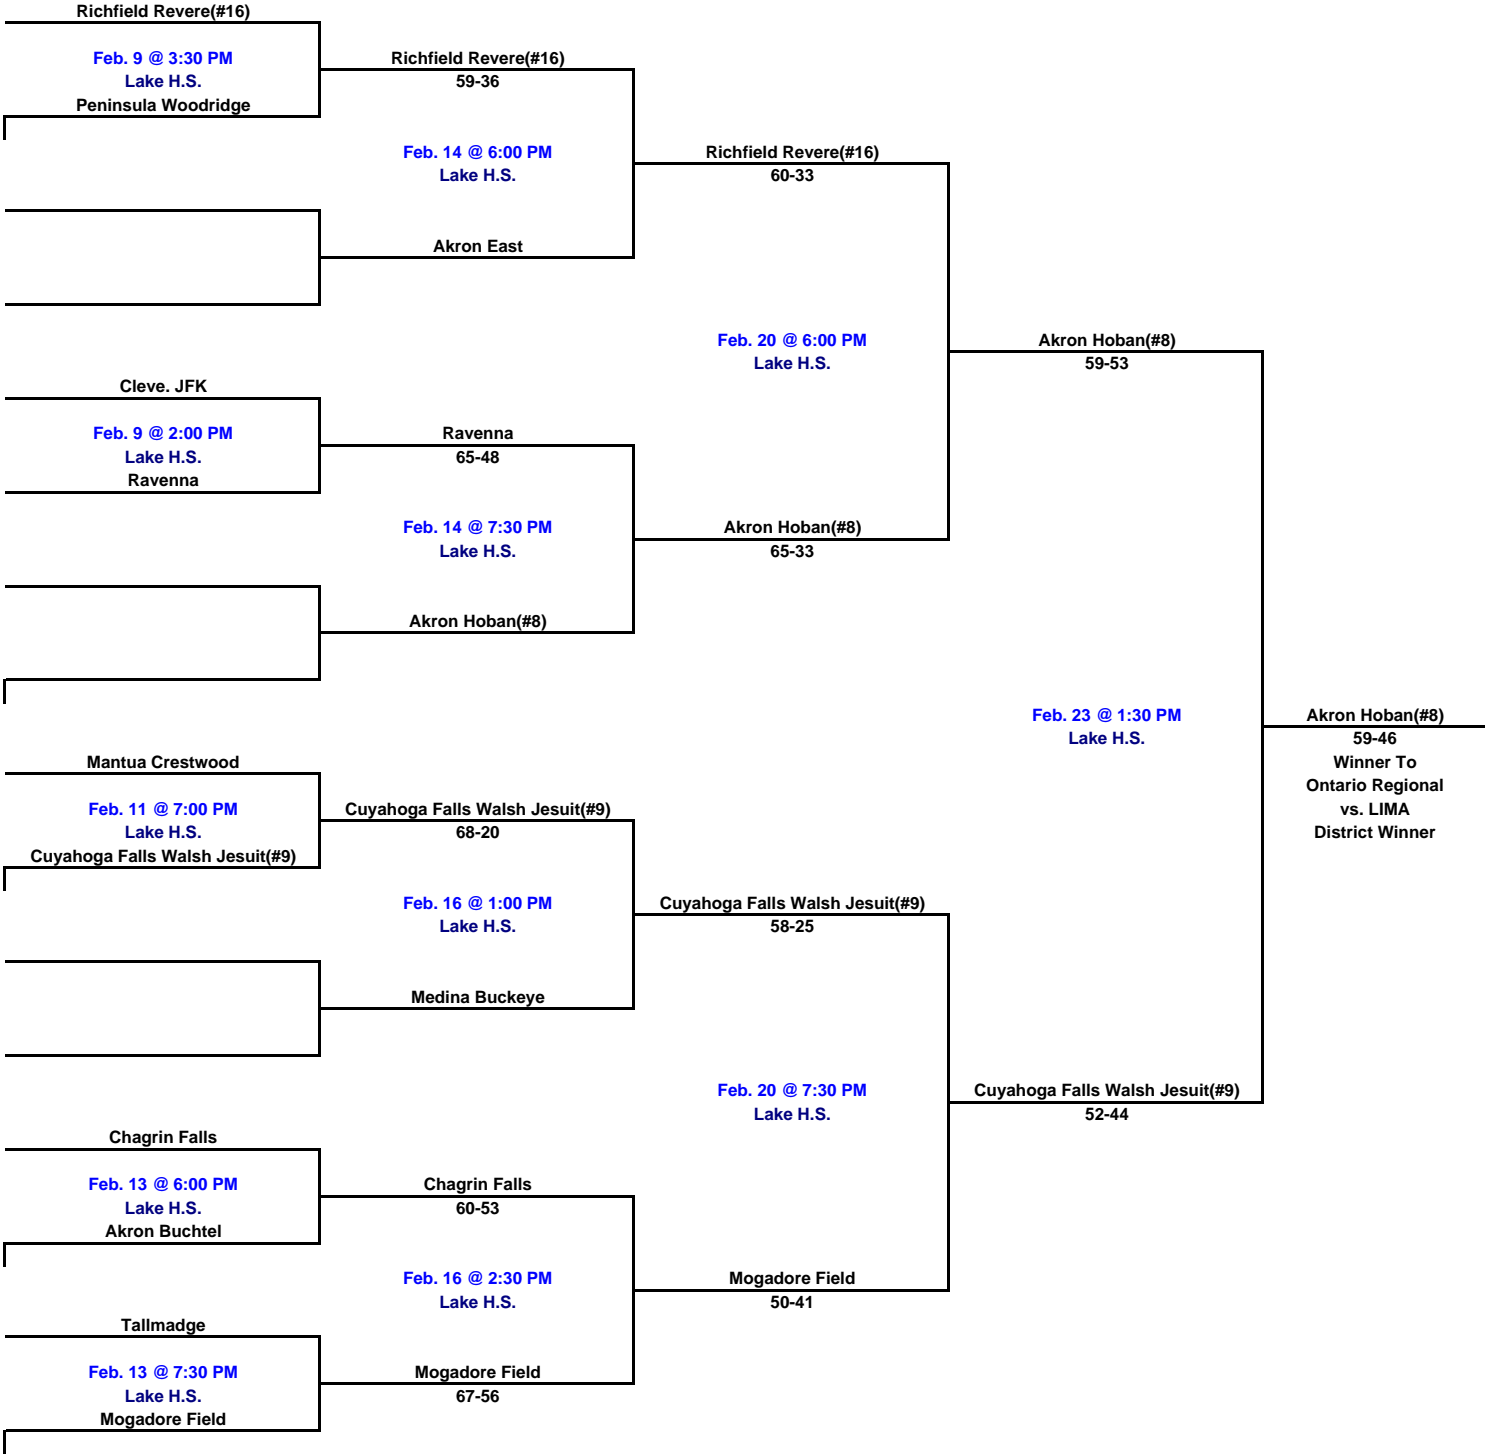 Richfield Revere(#16)
Feb. 9 @ 3:30 PM
Lake H.S.
Peninsula Woodridge
Richfield Revere(#16)
59-36
Feb. 14 @ 6:00 PM
Lake H.S.
Akron East
Richfield Revere(#16)
60-33
Cleve. JFK
Feb. 9 @ 2:00 PM
Lake H.S.
Ravenna
Ravenna
65-48
Feb. 14 @ 7:30 PM
Lake H.S.
Akron Hoban(#8)
Akron Hoban(#8)
65-33
Feb. 20 @ 6:00 PM
Lake H.S.
Akron Hoban(#8)
59-53
Mantua Crestwood
Feb. 11 @ 7:00 PM
Lake H.S.
Cuyahoga Falls Walsh Jesuit(#9)
Cuyahoga Falls Walsh Jesuit(#9)
68-20
Feb. 16 @ 1:00 PM
Lake H.S.
Medina Buckeye
Cuyahoga Falls Walsh Jesuit(#9)
58-25
Chagrin Falls
Feb. 13 @ 6:00 PM
Lake H.S.
Akron Buchtel
Chagrin Falls
60-53
Feb. 16 @ 2:30 PM
Lake H.S.
Tallmadge
Feb. 13 @ 7:30 PM
Lake H.S.
Mogadore Field
Mogadore Field
67-56
Mogadore Field
50-41
Feb. 20 @ 7:30 PM
Lake H.S.
Cuyahoga Falls Walsh Jesuit(#9)
52-44
Feb. 23 @ 1:30 PM
Lake H.S.
Akron Hoban(#8)
59-46
Winner To
Ontario Regional
vs. LIMA
District Winner